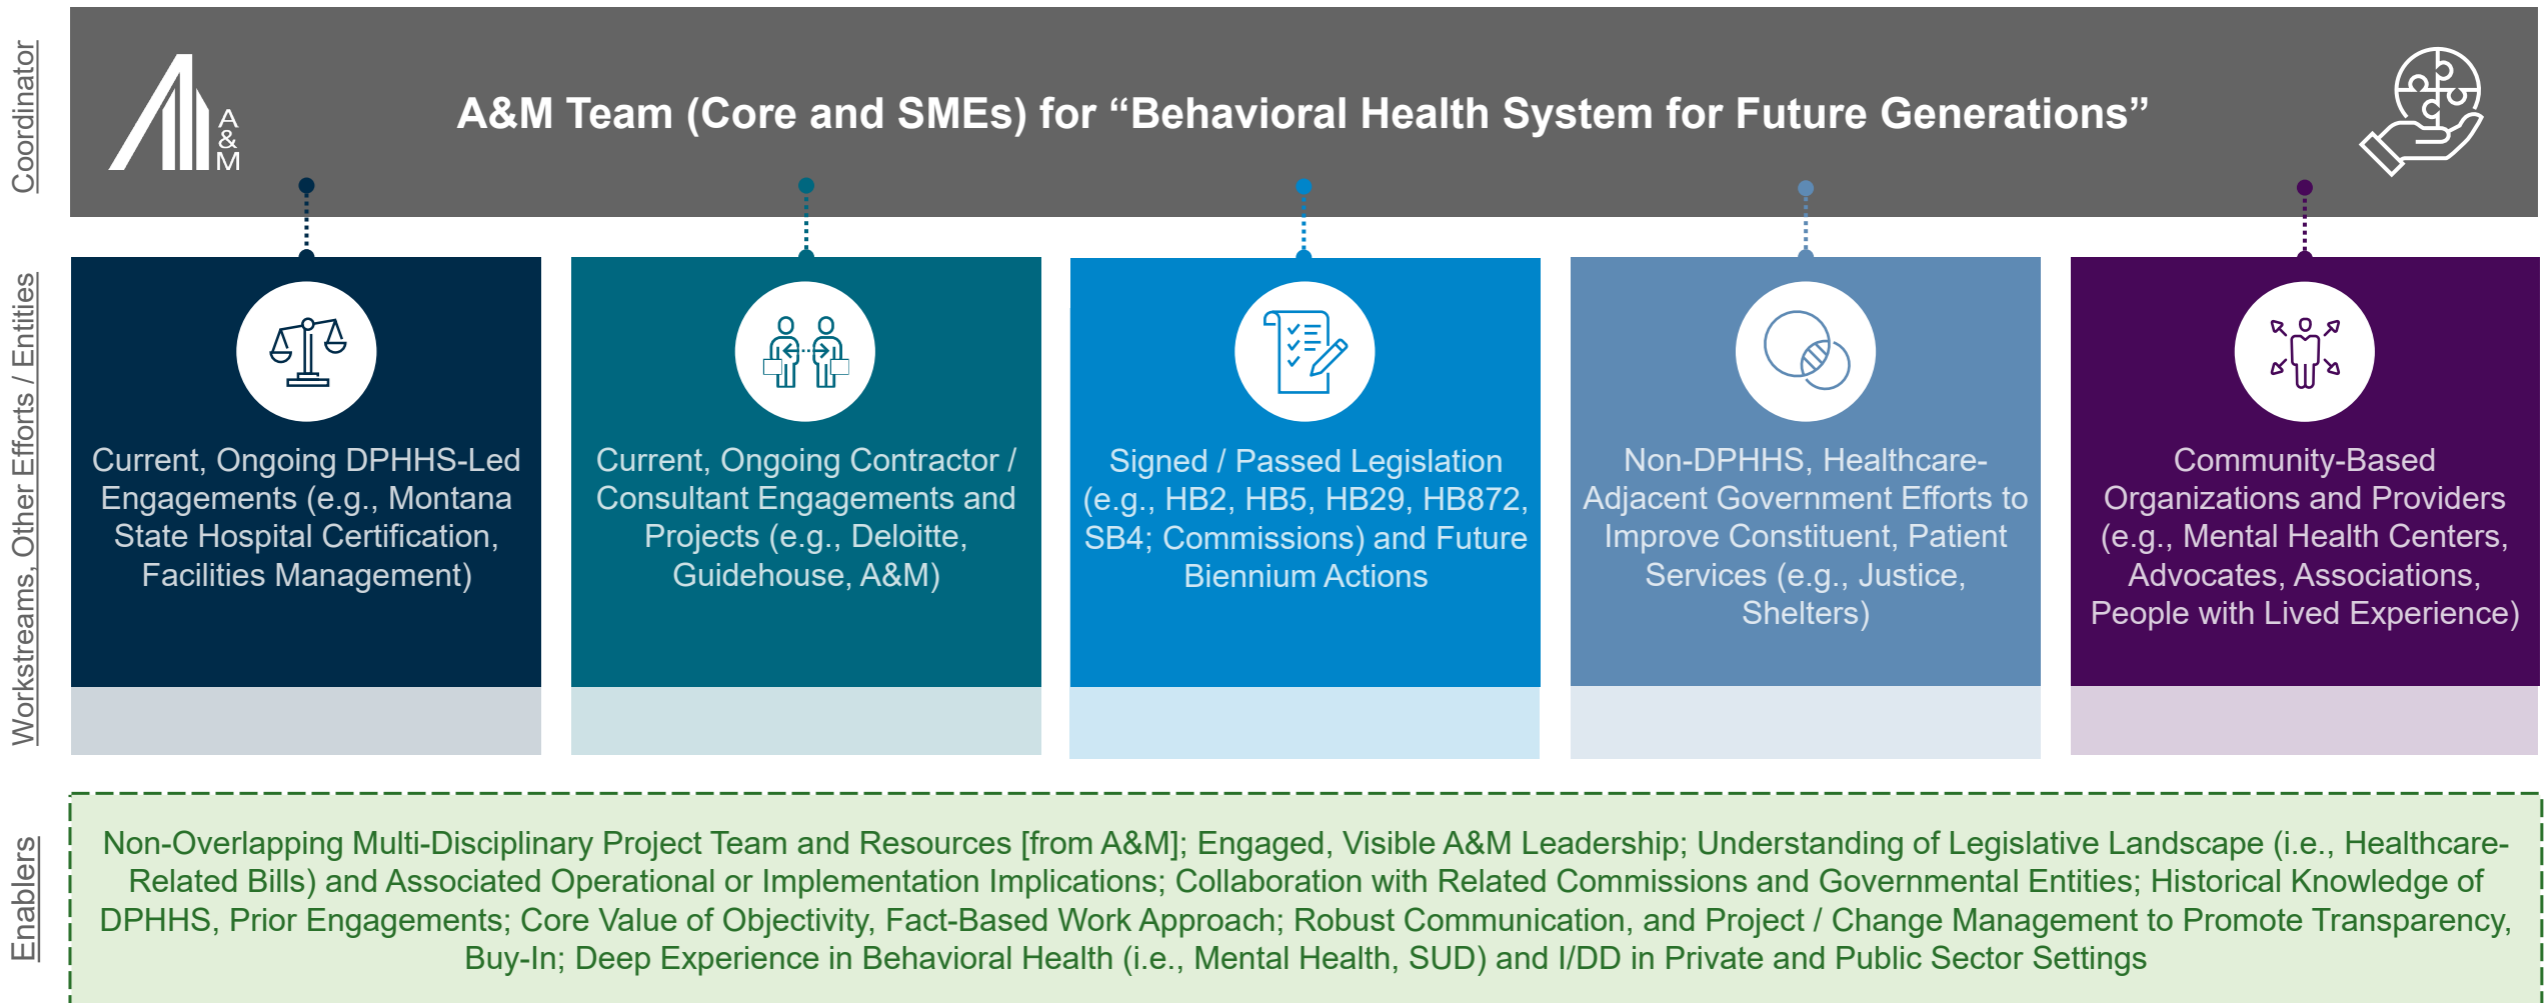 Coordinator
A
&
M
A&M Team (Core and SMEs) for “Behavioral Health System for Future Generations”
Workstreams, Other Efforts / Entities
Current, Ongoing DPHHS-Led
Engagements (e.g., Montana
State Hospital Certification,
Facilities Management)
Current, Ongoing Contractor /
Consultant Engagements and
Projects (e.g., Deloitte,
Guidehouse, A&M)
Signed / Passed Legislation
(e.g., HB2, HB5, HB29, HB872,
SB4; Commissions) and Future
Biennium Actions
Non-DPHHS, Healthcare-
Adjacent Government Efforts to
Improve Constituent, Patient
Services (e.g., Justice,
Shelters)
Community-Based
Organizations and Providers
(e.g., Mental Health Centers,
Advocates, Associations,
People with Lived Experience)
Enablers
Non-Overlapping Multi-Disciplinary Project Team and Resources [from A&M]; Engaged, Visible A&M Leadership; Understanding of Legislative Landscape (i.e., Healthcare-
Related Bills) and Associated Operational or Implementation Implications; Collaboration with Related Commissions and Governmental Entities; Historical Knowledge of
DPHHS, Prior Engagements; Core Value of Objectivity, Fact-Based Work Approach; Robust Communication, and Project / Change Management to Promote Transparency,
Buy-In; Deep Experience in Behavioral Health (i.e., Mental Health, SUD) and I/DD in Private and Public Sector Settings